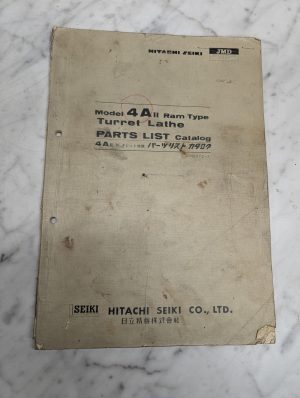 HITACHI SEIKI JMD
Model 4A II Ram Type
Turret Lathe
PARTS LIST Catalog
4A パーツリスト カタログ
SEIKI HITACHI SEIKI CO., LTD.
日立精機株式會社